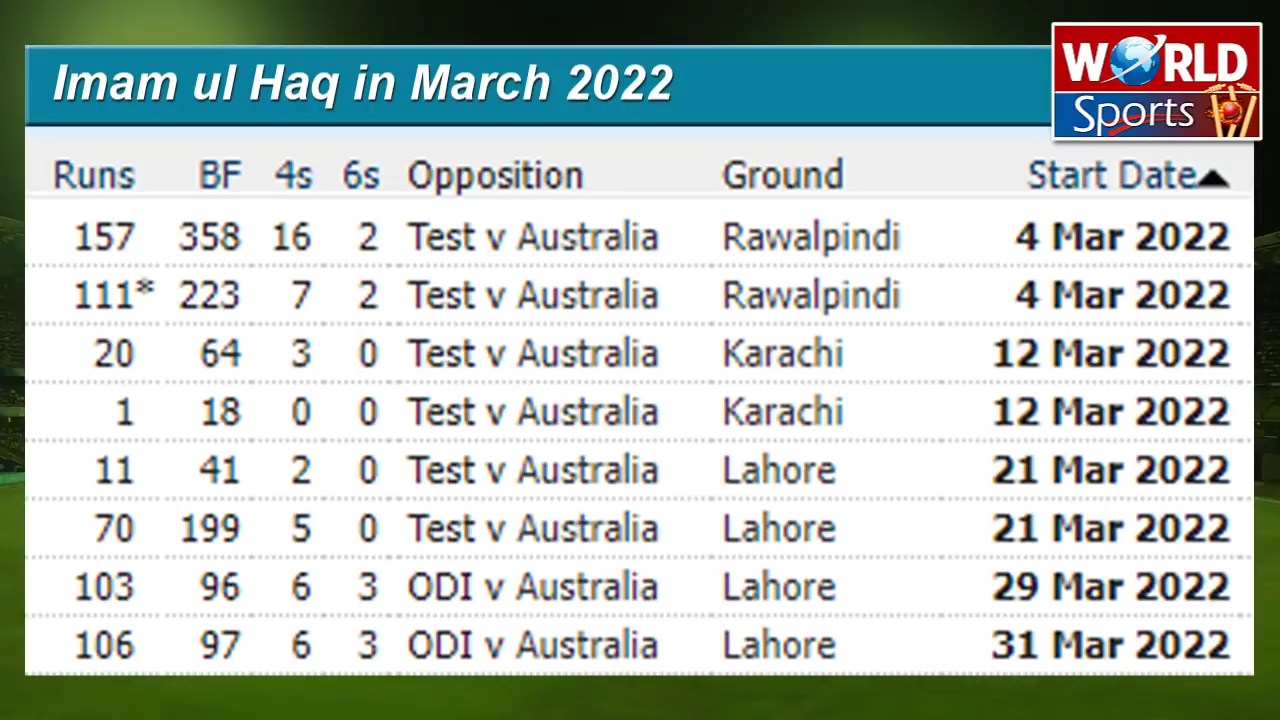 Imam ul Haq in March 2022
WORLD
Sports
Runs BF 4s 6s Opposition Ground Start Date▲
157 358 16 2 Test v Australia Rawalpindi 4 Mar 2022
111* 223 7 2 Test v Australia Rawalpindi 4 Mar 2022
20 64 3 0 Test v Australia Karachi 12 Mar 2022
1 18 0 0 Test v Australia Karachi 12 Mar 2022
11 41 2 0 Test v Australia Lahore 21 Mar 2022
70 199 5 0 Test v Australia Lahore 21 Mar 2022
103 96 6 3 ODI v Australia Lahore 29 Mar 2022
106 97 6 3 ODI v Australia Lahore 31 Mar 2022